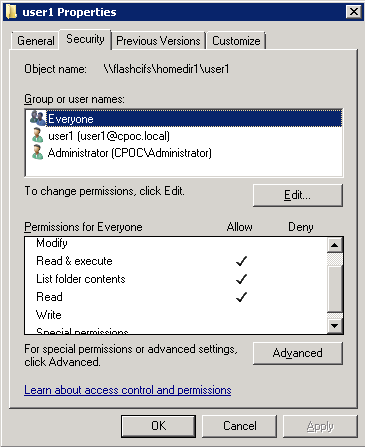 user1 Properties
General Security Previous Versions Customize
Object name: \\flashcifs\homedir1\user1
Group or user names:
Everyone
user1 (user1@cpoc.local)
Administrator (CPOC\Administrator)
To change permissions, click Edit. Edit...
Permissions for Everyone Allow Deny
Modify
Read & execute
List folder contents
Read
Write
Special permissions
For special permissions or advanced settings, click Advanced. Advanced
Learn about access control and permissions
OK Cancel Apply